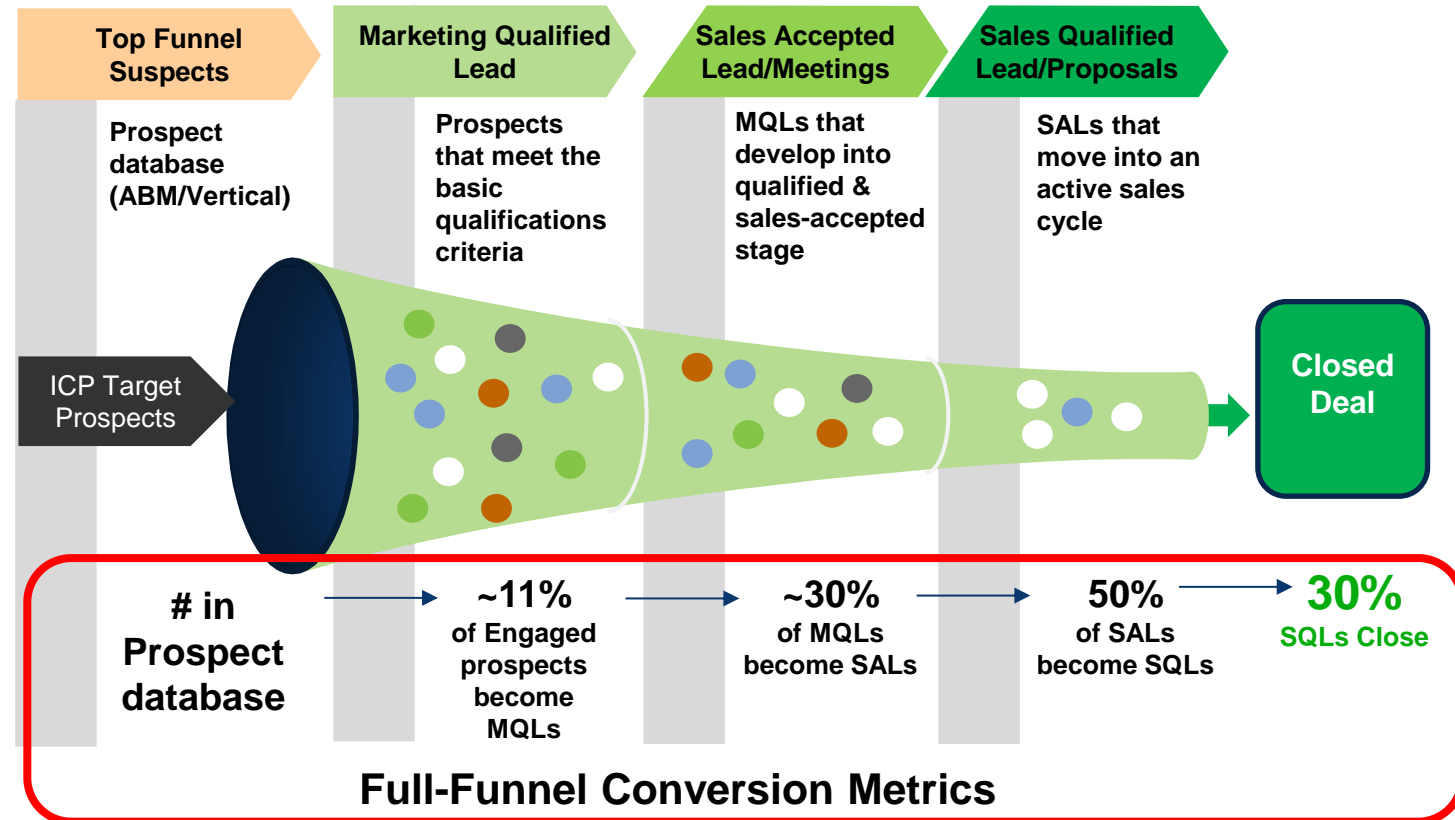 Top Funnel
Suspects
Marketing Qualified
Lead
Sales Accepted
Lead/Meetings
Sales Qualified
Lead/Proposals
Prospect
database
(ABM/Vertical)
Prospects
that meet the
basic
qualifications
criteria
MQLs that
develop into
qualified &
sales-accepted
stage
SALs that
move into an
active sales
cycle
ICP Target
Prospects
Closed
Deal
# in
Prospect
database
~11%
of Engaged
prospects
become
MQLs
~30%
of MQLs
become SALs
50%
of SALs
become SQLs
30%
SQLs Close
Full-Funnel Conversion Metrics